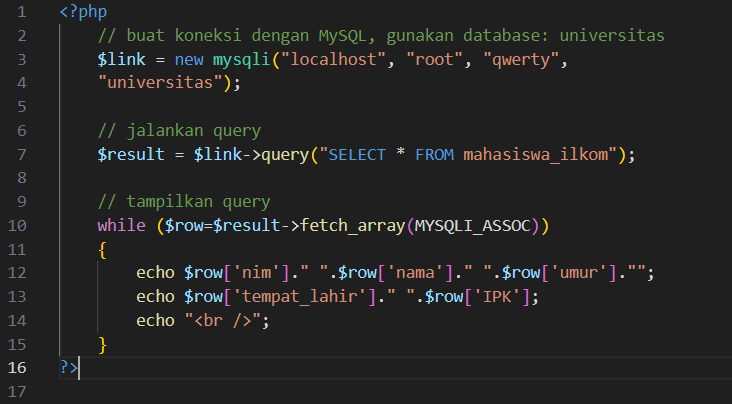 1 <?php
2 // buat koneksi dengan MySQL, gunakan database: universitas
3 $link = new mysqli("localhost", "root", "qwerty",
4 "universitas");
5
6 // jalankan query
7 $result = $link->query("SELECT * FROM mahasiswa_ilkom");
8
9 // tampilkan query
10 while ($row=$result->fetch_array(MYSQLI_ASSOC))
11 {
12 echo $row['nim']." ".$row['nama']." ".$row['umur']."";
13 echo $row['tempat_lahir']." ".$row['IPK'];
14 echo "<br />";
15 }
16 ?>
17